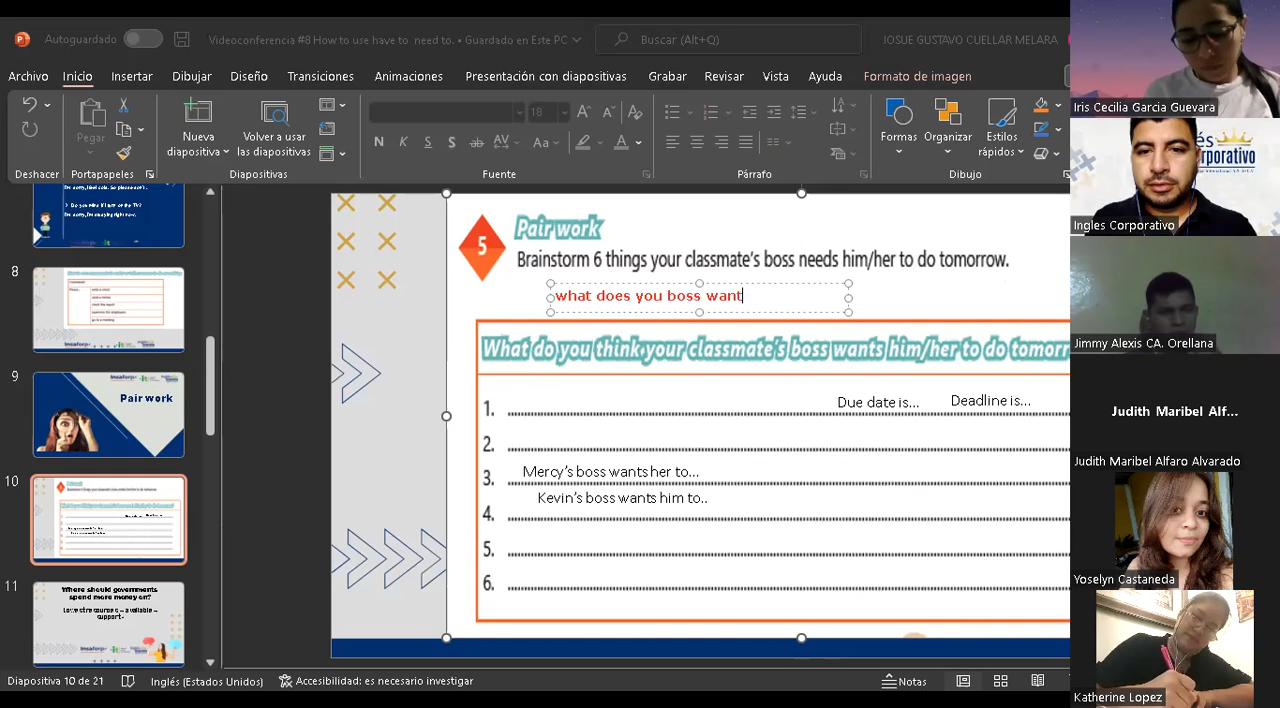 Autoguardado
Videoconferencia #8 How to use have to need to. • Guardado en Este PC
Buscar (Alt+Q)
IOSUE GUSTAVO CUELLAR MELARA
Archivo Inicio Insertar Dibujar Diseño Transiciones Animaciones Presentación con diapositivas Grabar Revisar Vista Ayuda Formato de imagen
18
Pegar
Nueva diapositiva
Volver a usar las diapositivas
N K S S ab AV Aa A
Formas Organizar Estilos rápidos
Deshacer Portapapeles Diapositivas Fuente Párrafo Dibujo
8
9
Pair work
10
11
Where should governments
spend more money on?
5
Pair work
Brainstorm 6 things your classmate's boss needs him/her to do tomorrow.
what does you boss want
What do you think your classmate's boss wants him/her to do tomorr
1.
Due date is... Deadline is...
2.
3. Mercy's boss wants her to...
Kevin's boss wants him to..
4.
5.
6.
Diapositiva 10 de 21
Inglés (Estados Unidos)
Accesibilidad: es necesario investigar
Notas
Iris Cecilia Garcia Guevara
és
rporativo
Ingles Corporativo
Jimmy Alexis CA. Orellana
Judith Maribel Alf...
Judith Maribel Alfaro Alvarado
Yoselyn Castaneda
Katherine Lopez